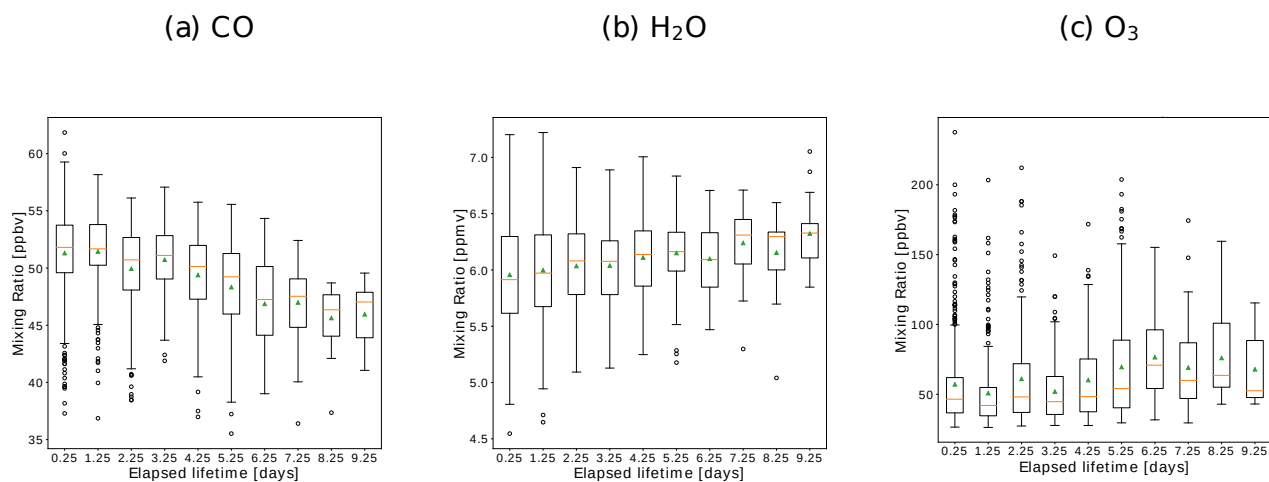 (a) CO
(b) H₂O
(c) O₃
Mixing Ratio [ppbv]
60
55
50
45
40
35
0.25 1.25 2.25 3.25 4.25 5.25 6.25 7.25 8.25 9.25
Elapsed lifetime [days]
Mixing Ratio [ppmv]
7.0
6.5
6.0
5.5
5.0
4.5
0.25 1.25 2.25 3.25 4.25 5.25 6.25 7.25 8.25 9.25
Elapsed lifetime [days]
Mixing Ratio [ppbv]
200
150
100
50
0.25 1.25 2.25 3.25 4.25 5.25 6.25 7.25 8.25 9.25
Elapsed lifetime [days]